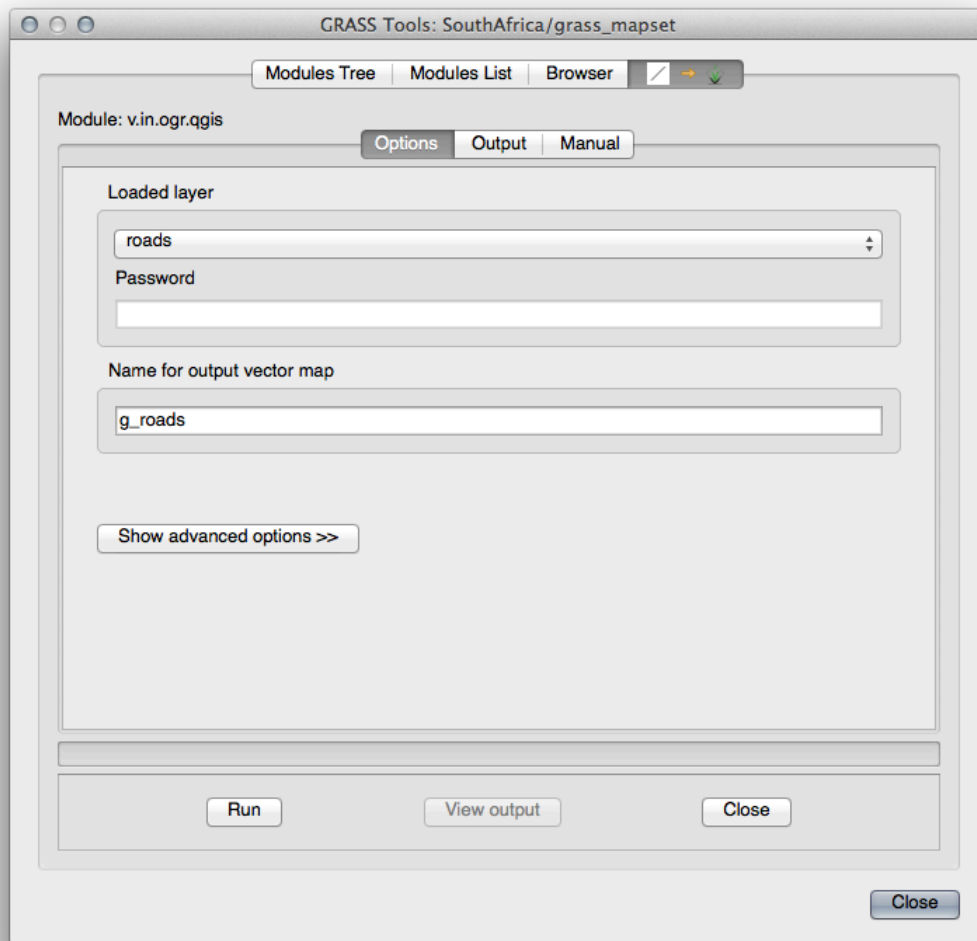 GRASS Tools: SouthAfrica/grass_mapset
Modules Tree Modules List Browser
Module: v.in.ogr.qgis
Options Output Manual
Loaded layer
roads
Password
Name for output vector map
g_roads
Show advanced options >>
Run View output Close
Close